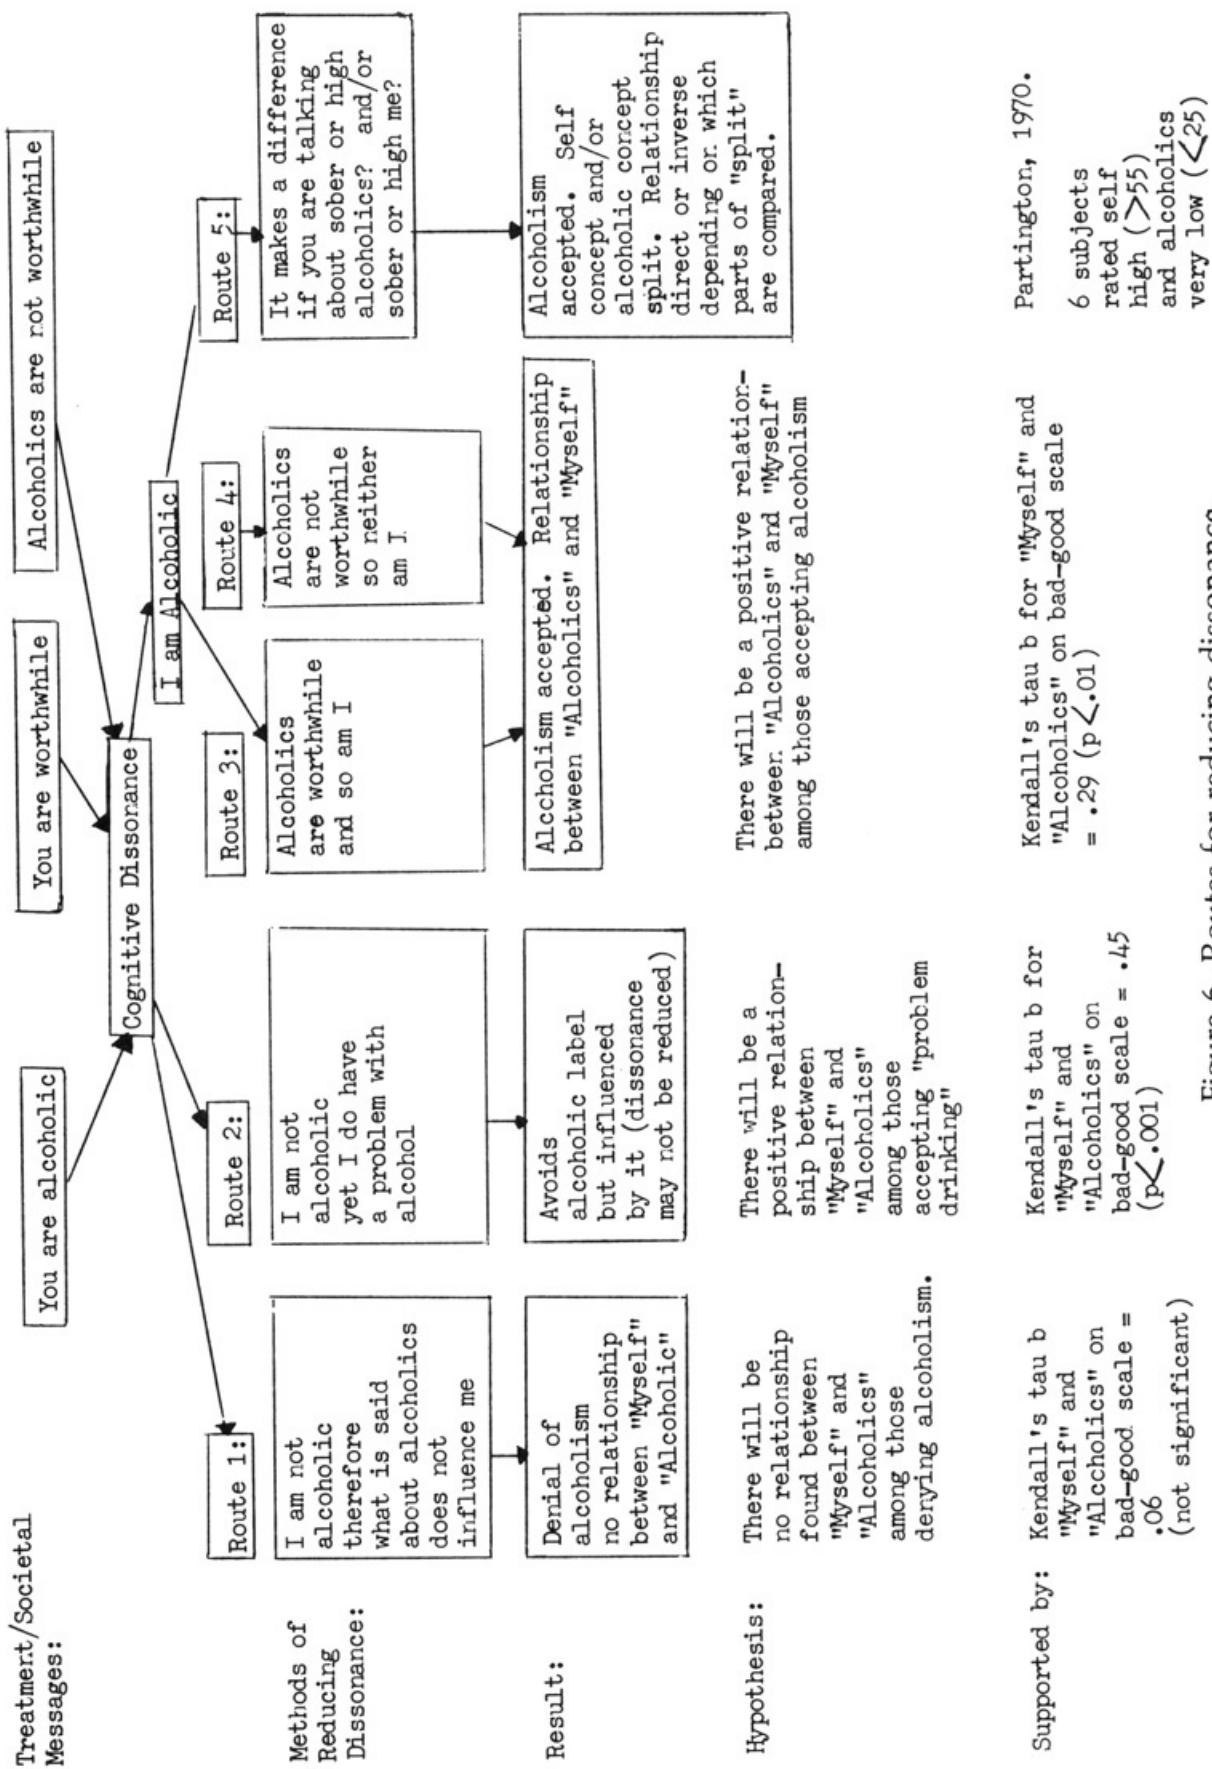 Treatment/Societal
Messages:
You are alcoholic
You are worthwhile
Alcoholics are not worthwhile
Cognitive Dissonance
I am Alcoholic
Route 1:
Route 2:
Route 3:
Route 4:
Route 5:
Methods of
Reducing
Dissonance:
I am not
alcoholic
therefore
what is said
about alcoholics
does not
influence me
I am not
alcoholic
yet I do have
a problem with
alcohol
Alcoholics
are worthwhile
and so am I
Alcoholics
are not
worthwhile
so neither
am I
It makes a difference
if you are talking
about sober or high
alcoholics? and/or
sober or high me?
Result:
Denial of
alcoholism
no relationship
between "Myself"
and "Alcoholic"
Avoids
alcoholic label
but influenced
by it (dissonance
may not be reduced)
Alcoholism accepted. Relationship
between "Alcoholics" and "Myself"
Alcoholism
accepted. Self
concept and/or
alcoholic concept
split. Relationship
direct or inverse
depending on which
parts of "split"
are compared.
Hypothesis:
There will be
no relationship
found between
"Myself" and
"Alcoholics"
among those
denying alcoholism.
There will be a
positive relation-
ship between
"Myself" and
"Alcoholics"
among those
accepting "problem
drinking"
There will be a positive relation-
between "Alcoholics" and "Myself"
among those accepting alcoholism
Supported by:
Kendall's tau b
"Myself" and
"Alcoholics" on
bad-good scale =
.06
(not significant)
Kendall's tau b for
"Myself" and
"Alcoholics" on
bad-good scale = .45
(p<.001)
Kendall's tau b for "Myself" and
"Alcoholics" on bad-good scale
= .29 (p<.01)
Partington, 1970.
6 subjects
rated self
high (>55)
and alcoholics
very low (<25)
Figure 6. Routes for reducing dissonance